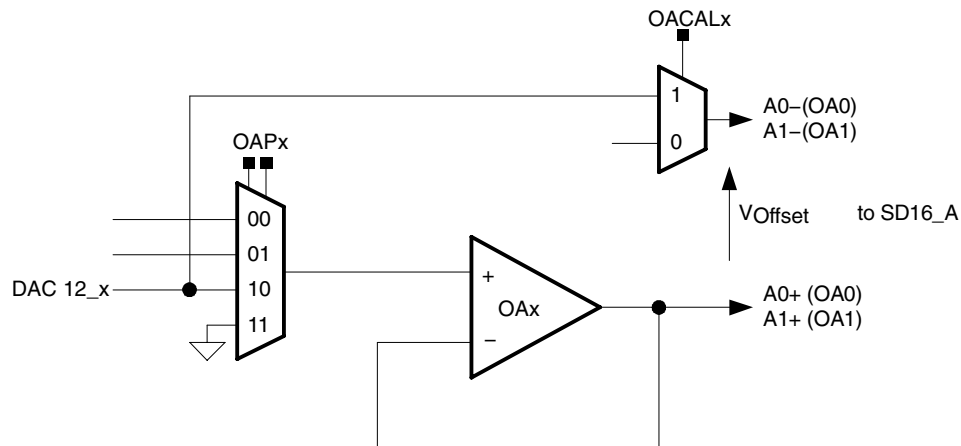 OACALx
1
0
A0−(OA0)
A1−(OA1)
OAPx
00
01
10
11
DAC 12_x
VOffset
to SD16_A
+
OAx
−
A0+ (OA0)
A1+ (OA1)